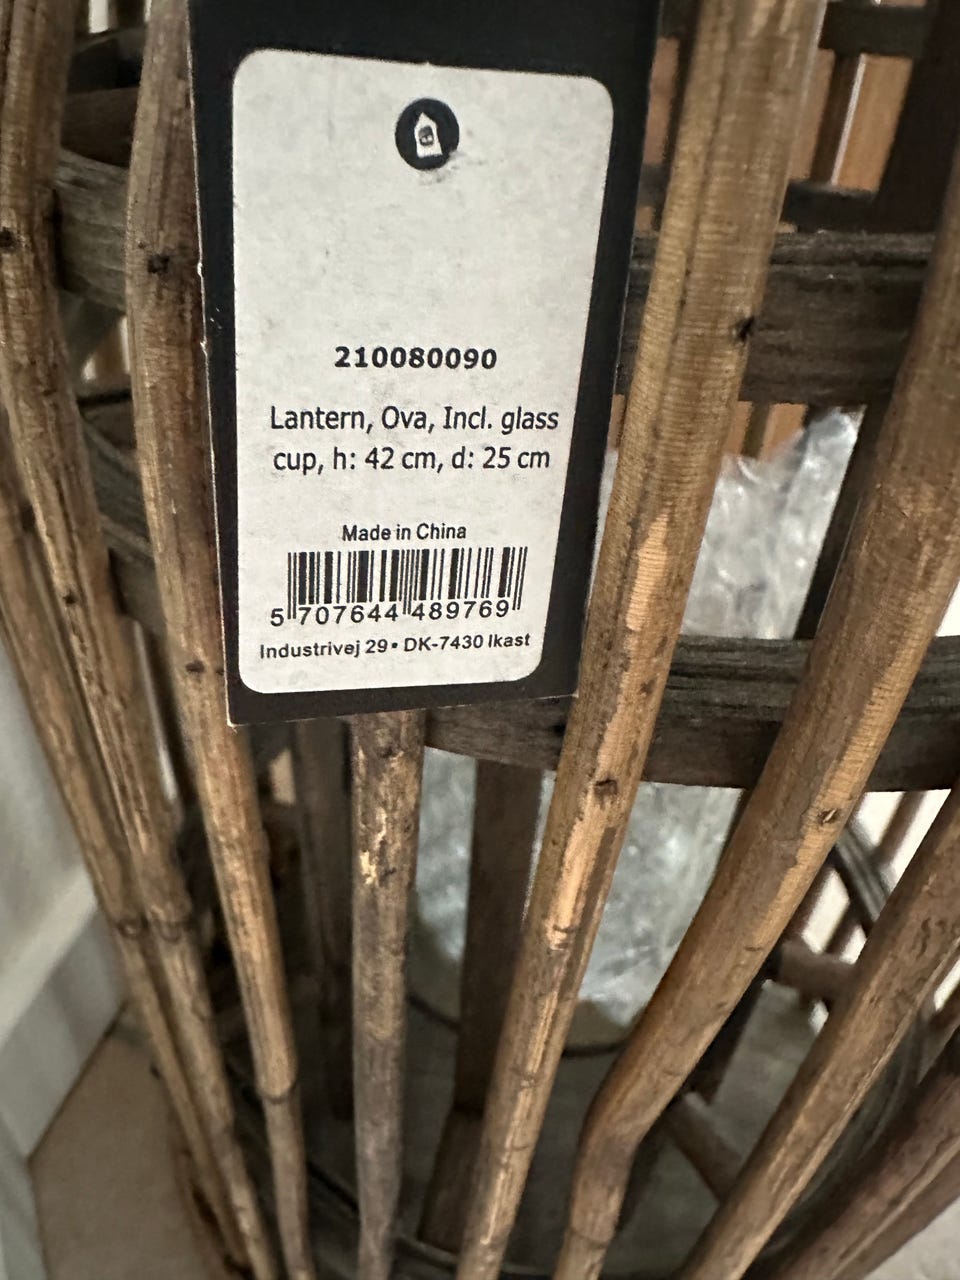 210080090
Lantern, Ova, Incl. glass
cup, h: 42 cm, d: 25 cm
Made in China
5 707644 489769
Industrivej 29 • DK-7430 Ikast